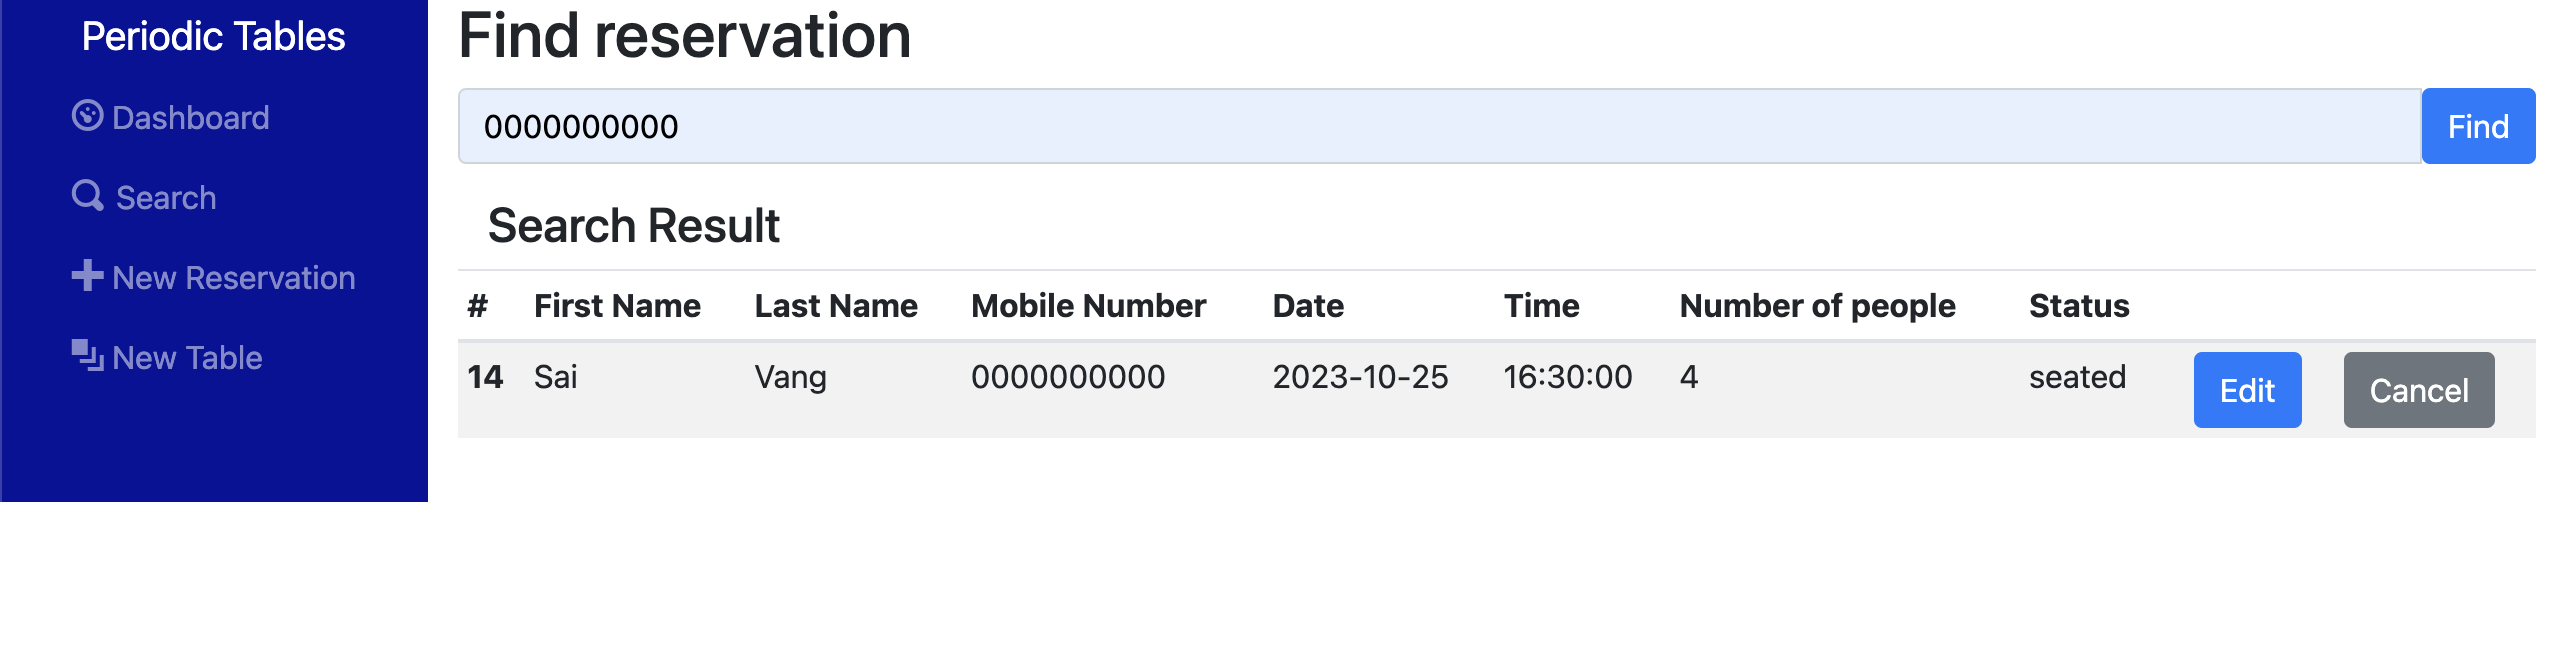 Periodic Tables
Dashboard
Search
New Reservation
New Table
Find reservation
0000000000 Find
Search Result
# First Name Last Name Mobile Number Date Time Number of people Status
14 Sai Vang 0000000000 2023-10-25 16:30:00 4 seated Edit Cancel